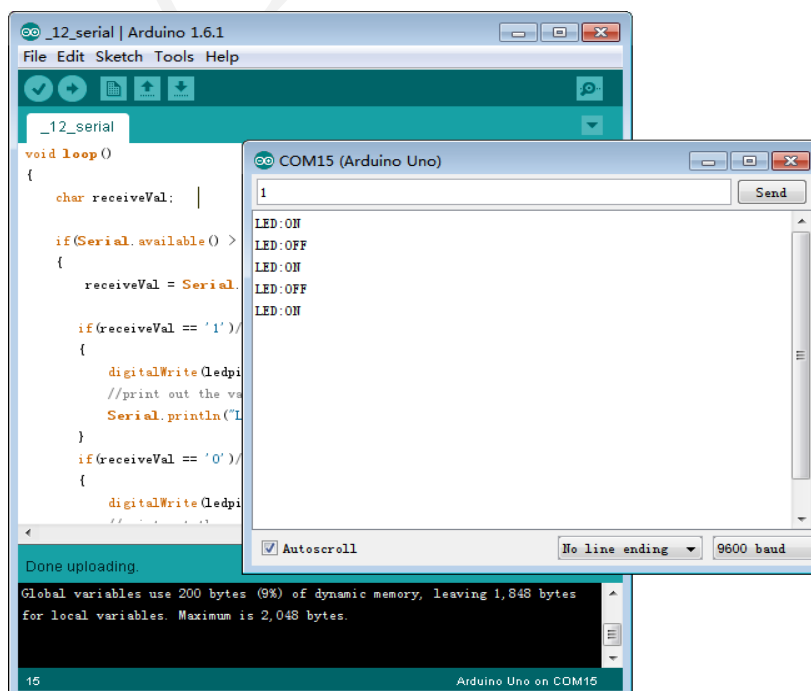 _12_serial | Arduino 1.6.1
File Edit Sketch Tools Help
_12_serial
void loop()
{
char receiveVal;
if(Serial.available() >
{
receiveVal = Serial.
if(receiveVal == '1')/
{
digitalWrite(ledpi
//print out the va
Serial.println("L
}
if(receiveVal == '0')/
{
digitalWrite(ledpi
COM15 (Arduino Uno)
1
Send
LED:ON
LED:OFF
LED:ON
LED:OFF
LED:ON
Autoscroll
No line ending
9600 baud
Done uploading.
Global variables use 200 bytes (9%) of dynamic memory, leaving 1,848 bytes
for local variables. Maximum is 2,048 bytes.
15
Arduino Uno on COM15